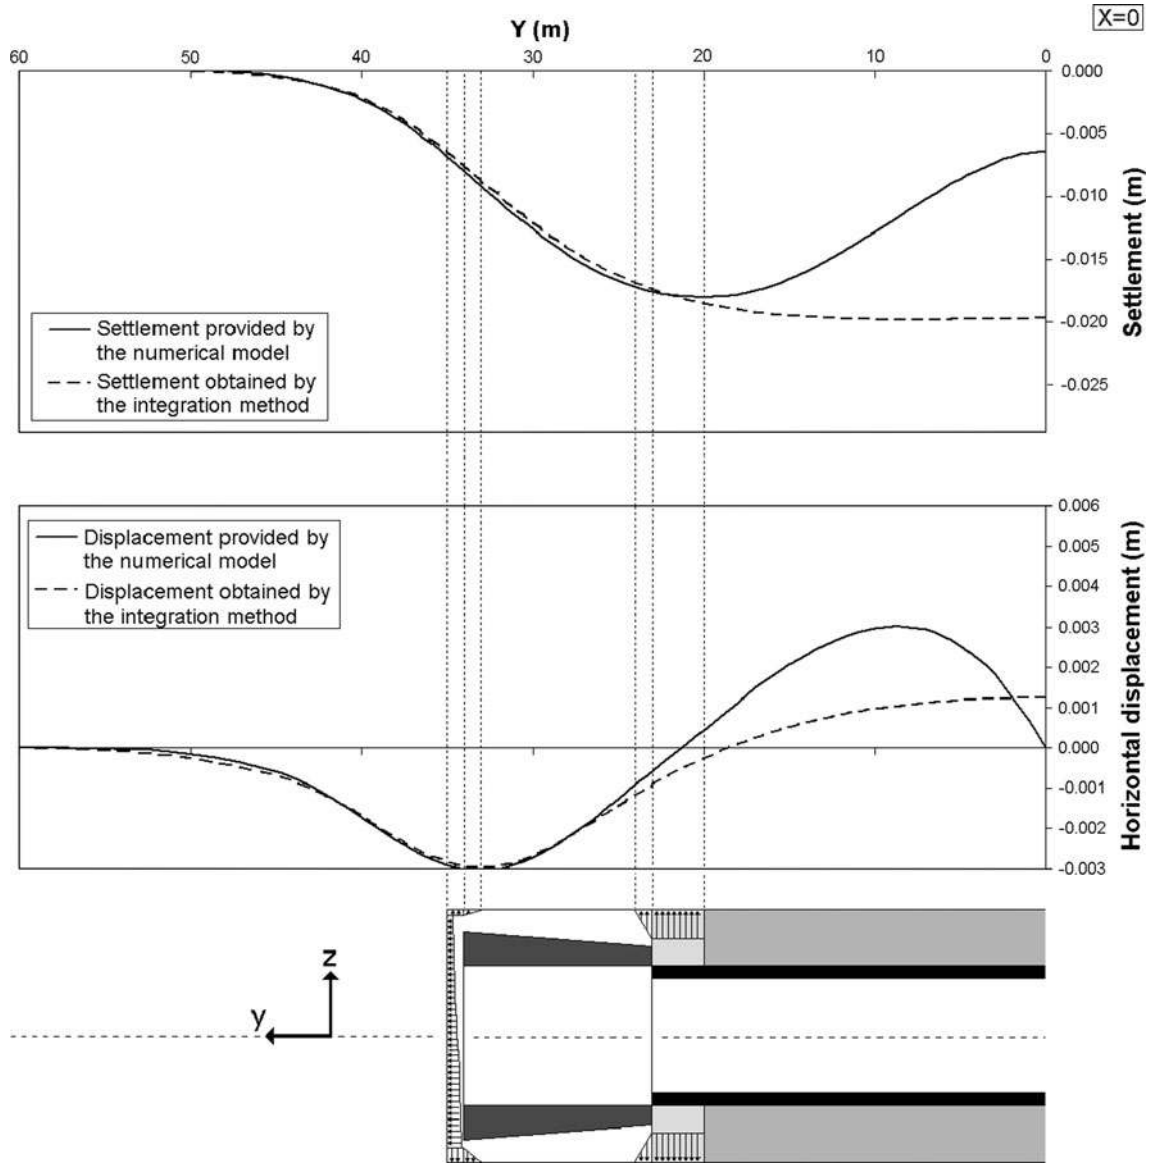 X=0
Y (m)
60 50 40 30 20 10 0
0.000
-0.005
-0.010
-0.015
-0.020
-0.025
Settlement (m)
Settlement provided by
the numerical model
Settlement obtained by
the integration method
0.006
0.005
0.004
0.003
0.002
0.001
0.000
-0.001
-0.002
-0.003
Horizontal displacement (m)
Displacement provided by
the numerical model
Displacement obtained by
the integration method
z
y